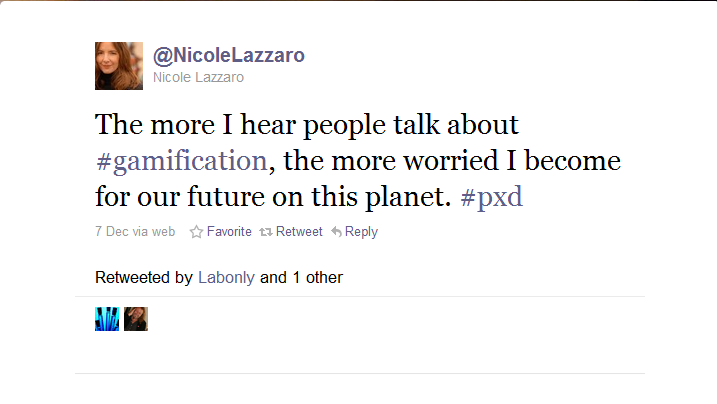 @NicoleLazzaro
Nicole Lazzaro
The more I hear people talk about
#gamification, the more worried I become
for our future on this planet. #pxd
7 Dec via web Favorite Retweet Reply
Retweeted by Labonly and 1 other